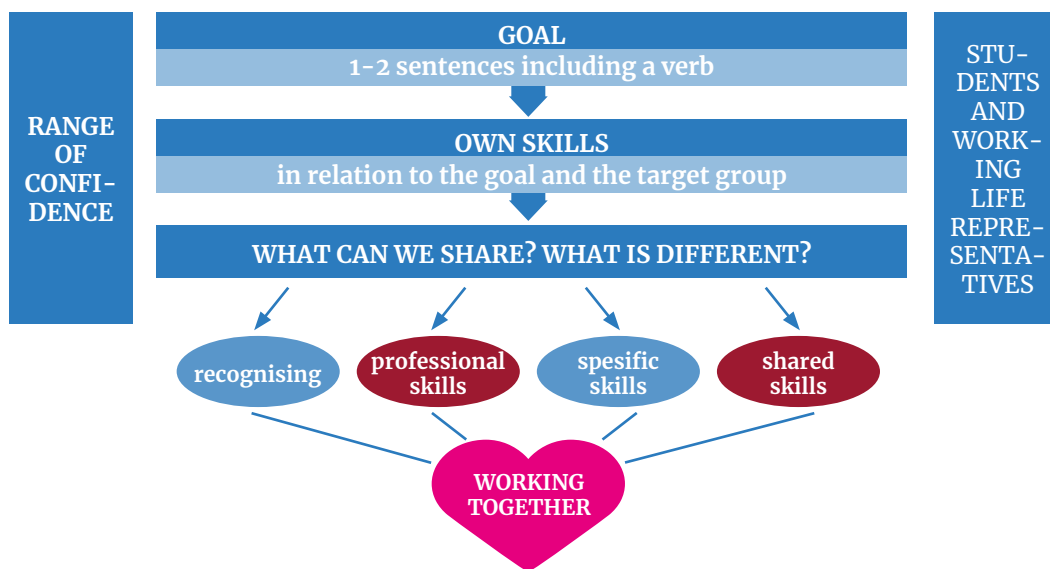 RANGE
OF
CONFI-
DENCE
GOAL
1-2 sentences including a verb
OWN SKILLS
in relation to the goal and the target group
WHAT CAN WE SHARE? WHAT IS DIFFERENT?
STU-
DENTS
AND
WORK-
ING
LIFE
REPRE-
SENTA-
TIVES
recognising
professional
skills
spesific
skills
shared
skills
WORKING
TOGETHER